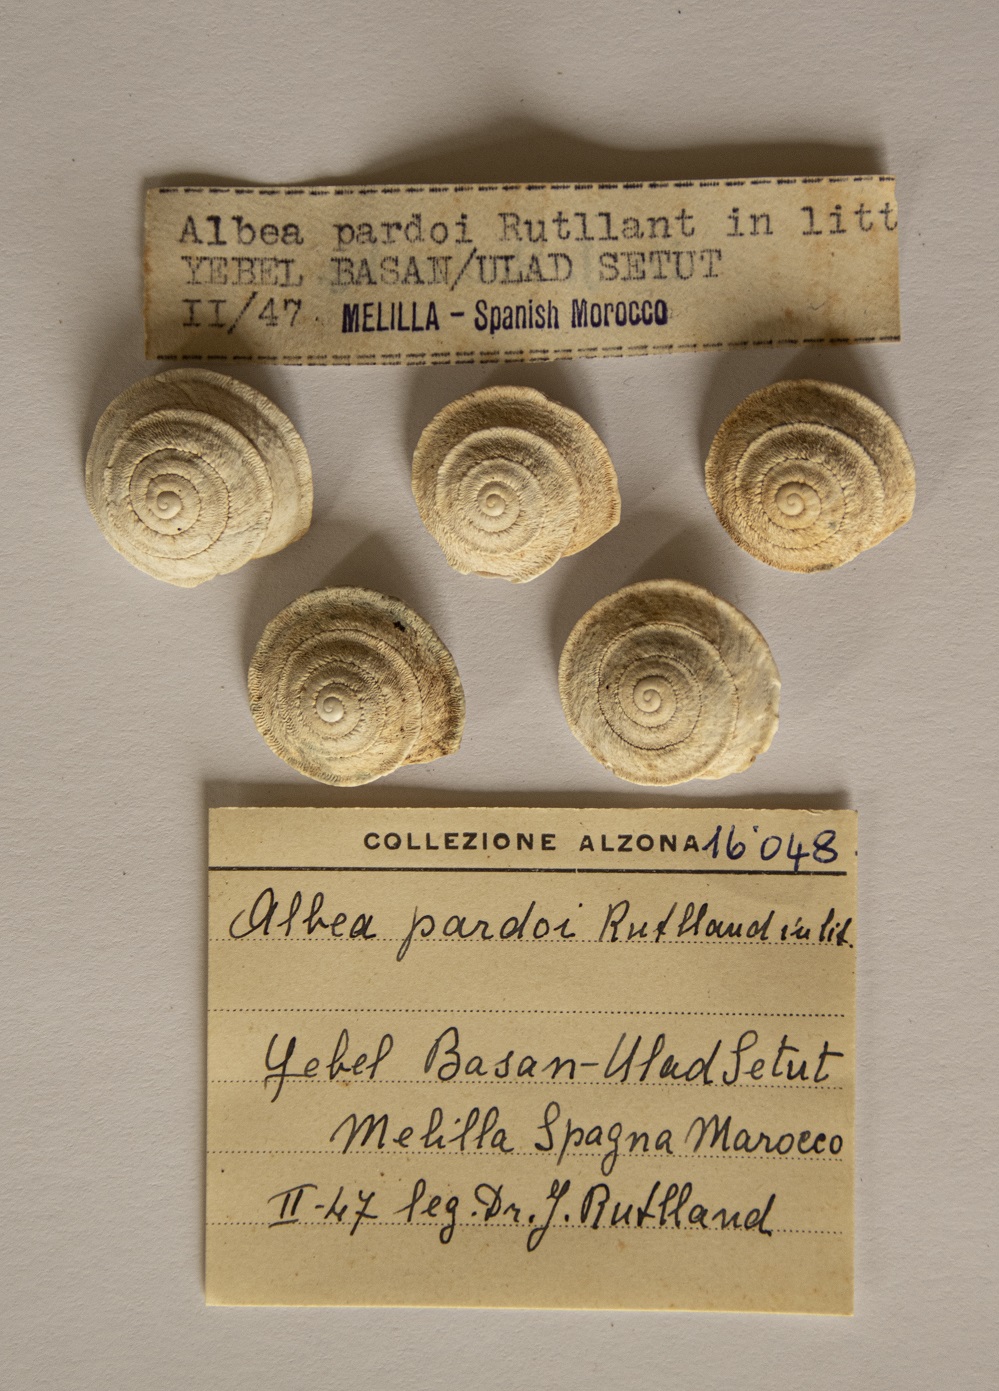 Albea pardoi Rutllant in litt
YEBEL BASAN/ULAD SETUT
II/47. MELILLA - Spanish Morocco
COLLEZIONE ALZONA 16'048
Albea pardoi Rutlland in lit.
Yebel Basan-Ulad Setut
Melilla Spagna Marocco
II-47 leg. Dr. J. Rutlland